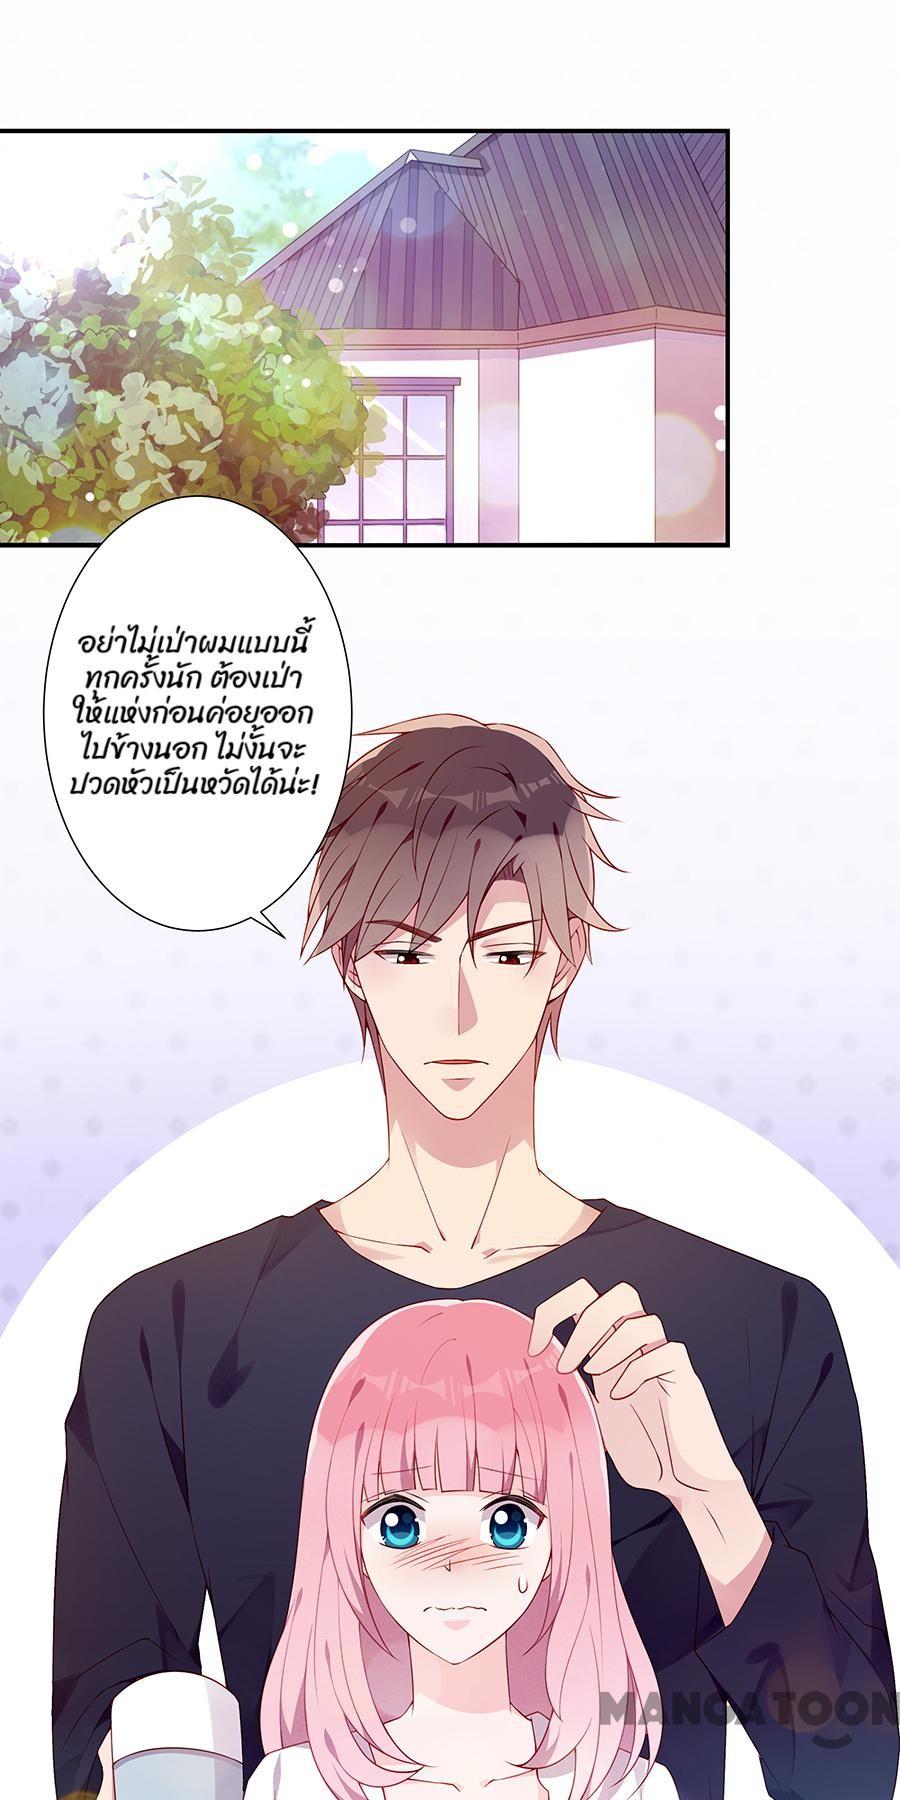 อย่าไม่เป่าผมแบบนี้
ทุกครั้งนัก ต้องเป่า
ให้แห่งก่อนค่อยออก
ไปข้างนอก ไม่งั้นจะ
ปวดหัวเป็นหวัดได้น่ะ!
MANGATOON